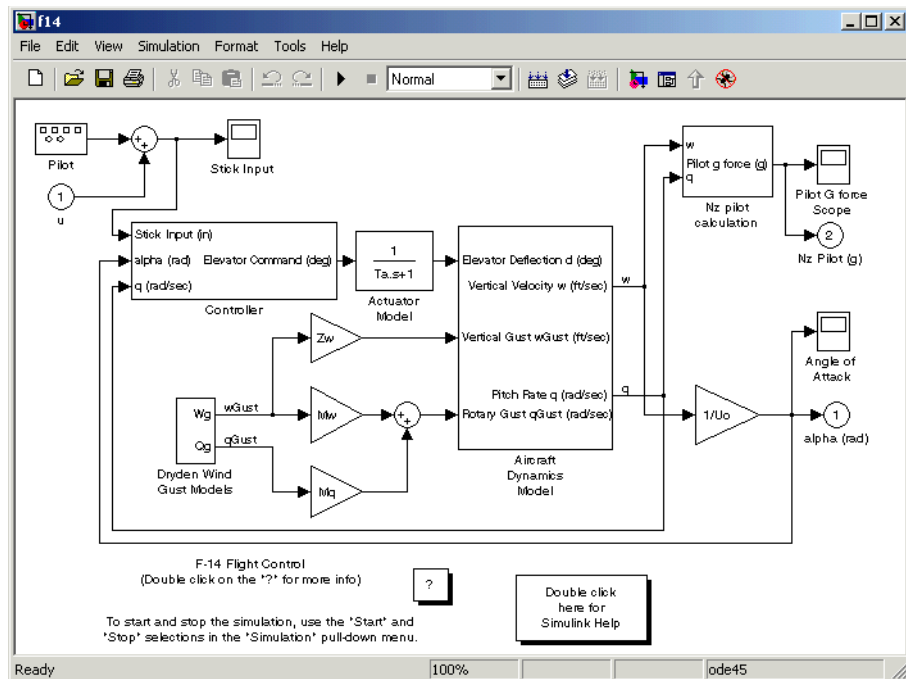 f14
File Edit View Simulation Format Tools Help
Normal
Pilot
+
+
Stick Input
1
u
w
Pilot g force (g)
q
Nz pilot
calculation
Pilot G force
Scope
2
Nz Pilot (g)
Stick Input (in)
alpha (rad) Elevator Command (deg)
q (rad/sec)
Controller
1
Ta.s+1
Actuator
Model
Elevator Deflection d (deg)
Vertical Velocity w (ft/sec)
w
Vertical Gust wGust (ft/sec)
Pitch Rate q (rad/sec)
q
Rotary Gust qGust (rad/sec)
Aircraft
Dynamics
Model
Zw
Mw
Mq
+
+
Wg
wGust
Qg
qGust
Dryden Wind
Gust Models
1/Uo
Angle of
Attack
1
alpha (rad)
F-14 Flight Control
(Double click on the "?" for more info)
?
Double click
here for
Simulink Help
To start and stop the simulation, use the "Start" and
"Stop" selections in the "Simulation" pull-down menu.
Ready 100% ode45